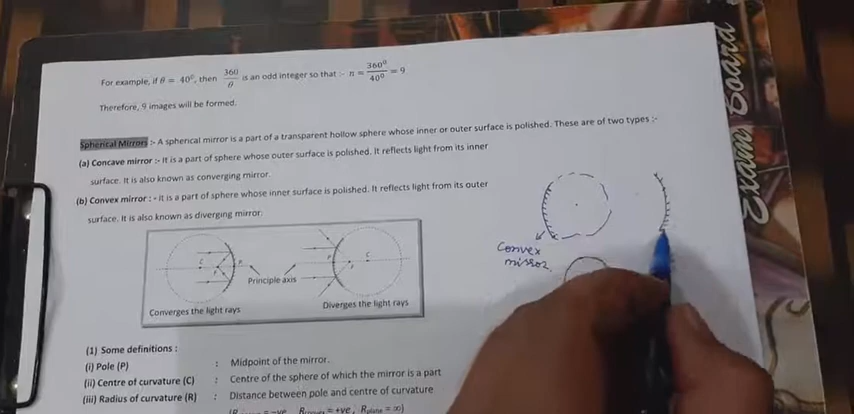 For example, if θ = 40⁰, then 360/θ is an odd integer so that :- n = 360⁰/40⁰ = 9
Therefore, 9 images will be formed.
Spherical Mirrors :- A spherical mirror is a part of a transparent hollow sphere whose inner or outer surface is polished. These are of two types :-
(a) Concave mirror :- It is a part of sphere whose outer surface is polished. It reflects light from its inner
surface. It is also known as converging mirror.
(b) Convex mirror : - It is a part of sphere whose inner surface is polished. It reflects light from its outer
surface. It is also known as diverging mirror.
Convex
mirror.
C
F
P
Principle axis
P
F
C
Converges the light rays
Diverges the light rays
(1) Some definitions :
(i) Pole (P) : Midpoint of the mirror.
(ii) Centre of curvature (C) : Centre of the sphere of which the mirror is a part
(iii) Radius of curvature (R) : Distance between pole and centre of curvature
= -ve, R = +ve, R plane = ∞)
Exam Board